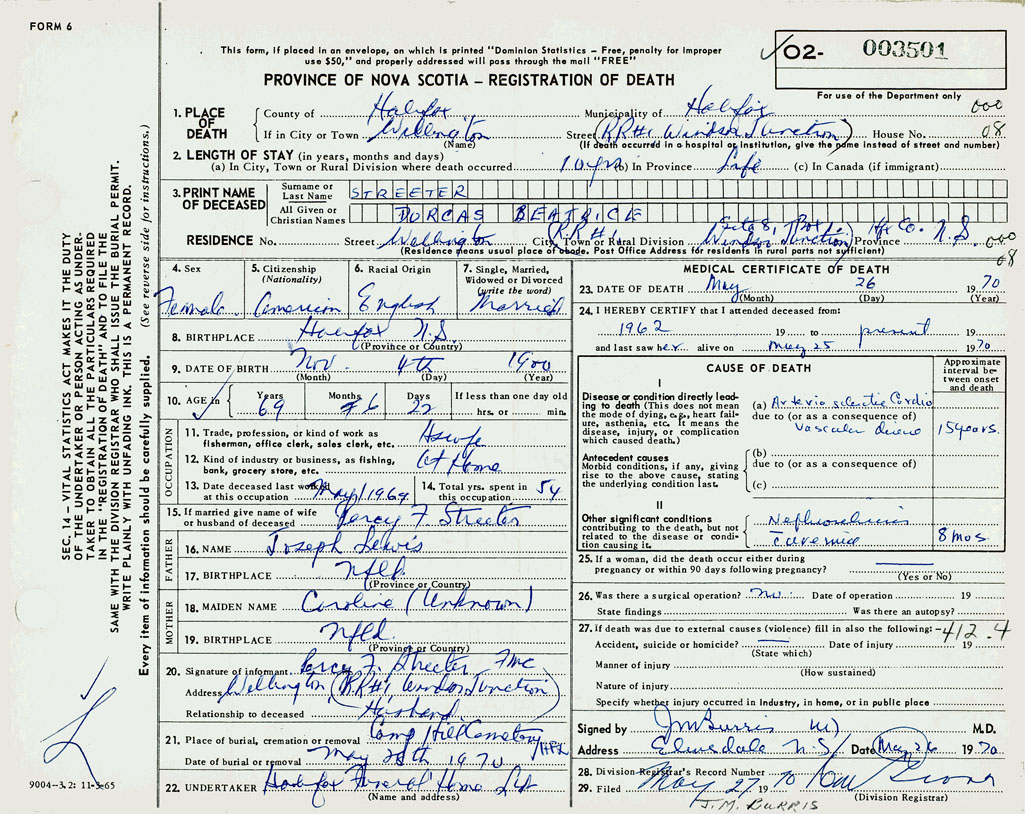 FORM 6
This form, if placed in an envelope, on which is printed "Dominion Statistics – Free, penalty for improper
use $50," and properly addressed will pass through the mail "FREE"
PROVINCE OF NOVA SCOTIA – REGISTRATION OF DEATH
O2- 003501
For use of the Department only
1. PLACE OF DEATH
County of Halifax Municipality of Halifax 000
If in City or Town Wellington Street (RR#1 Windsor Junction) House No. 08
(Name) (If death occurred in a hospital or institution, give the name instead of street and number)
2. LENGTH OF STAY (in years, months and days)
(a) In City, Town or Rural Division where death occurred 10 yrs (b) In Province Life (c) In Canada (if immigrant)
3. PRINT NAME OF DECEASED
Surname or Last Name STREETER
All Given or Christian Names DORCAS BEATRICE
RESIDENCE No. Street Wellington City, Town or Rural Division (RR#1, Site 8, Box 1, Windsor Junction) Hx Co. Province N.S 000
(Residence means usual place of abode. Post Office Address for residents in rural parts not sufficient) 08
4. Sex Female
5. Citizenship (Nationality) American
6. Racial Origin English
7. Single, Married, Widowed or Divorced (write the word) Married
8. BIRTHPLACE Halifax N.S.
(Province or Country)
9. DATE OF BIRTH Nov. 4th 1900
(Month) (Day) (Year)
10. AGE in Years 69 Months 6 Days 22 If less than one day old hrs. or min.
OCCUPATION
11. Trade, profession, or kind of work as fisherman, office clerk, sales clerk, etc. Hswfe
12. Kind of industry or business, as fishing, bank, grocery store, etc. At Home
13. Date deceased last worked at this occupation May 1969 14. Total yrs. spent in this occupation 54
15. If married give name of wife or husband of deceased Percy F Streeter
FATHER
16. NAME Joseph Lewis
17. BIRTHPLACE Nfld.
(Province or Country)
MOTHER
18. MAIDEN NAME Caroline (Unknown)
19. BIRTHPLACE Nfld.
(Province or Country)
20. Signature of informant Percy F. Streeter
Address Wellington (RR#1 Windsor Junction)
Relationship to deceased Husband
21. Place of burial, cremation or removal Camp Hill Cemetery Hfx
Date of burial or removal May 28th 1970
22. UNDERTAKER Halifax Funeral Home Ltd
(Name and address)
MEDICAL CERTIFICATE OF DEATH
23. DATE OF DEATH May 26 1970
(Month) (Day) (Year)
24. I HEREBY CERTIFY that I attended deceased from:
1962 19 to present 19
and last saw her alive on May 25 1970
CAUSE OF DEATH
Approximate interval between onset and death
I
Disease or condition directly leading to death (This does not mean the mode of dying, e.g., heart failure, asthenia, etc. It means the disease, injury, or complication which caused death.)
(a) Arterio sclerotic Cardio
due to (or as a consequence of)
Vascular disease 15 years.
Antecedent causes
Morbid conditions, if any, giving rise to the above cause, stating the underlying condition last.
(b)
due to (or as a consequence of)
(c)
II
Other significant conditions contributing to the death, but not related to the disease or condition causing it.
Nephrosclerosis
č uremia 8 mos.
25. If a woman, did the death occur either during pregnancy or within 90 days following pregnancy?
(Yes or No)
26. Was there a surgical operation? No. Date of operation 19
State findings Was there an autopsy?
27. If death was due to external causes (violence) fill in also the following: – 412.4
Accident, suicide or homicide? Date of injury 19
(State which)
Manner of injury
(How sustained)
Nature of injury
Specify whether injury occurred in Industry, in home, or in public place
Signed by JM Burris MD M.D.
Address Elmsdale N.S. Date May 26 1970
28. Division Registrar's Record Number
29. Filed May 27 1970
(Division Registrar)
J.M. BURRIS
SEC. 14 – VITAL STATISTICS ACT MAKES IT THE DUTY
OF THE UNDERTAKER OR PERSON ACTING AS UNDER-
TAKER TO OBTAIN ALL THE PARTICULARS REQUIRED
IN THE "REGISTRATION OF DEATH" AND TO FILE THE
SAME WITH THE DIVISION REGISTRAR WHO SHALL ISSUE THE BURIAL PERMIT.
WRITE PLAINLY WITH UNFADING INK. THIS IS A PERMANENT RECORD.
Every item of information should be carefully supplied. (See reverse side for instructions.)
9004–3.2: 11-3-65